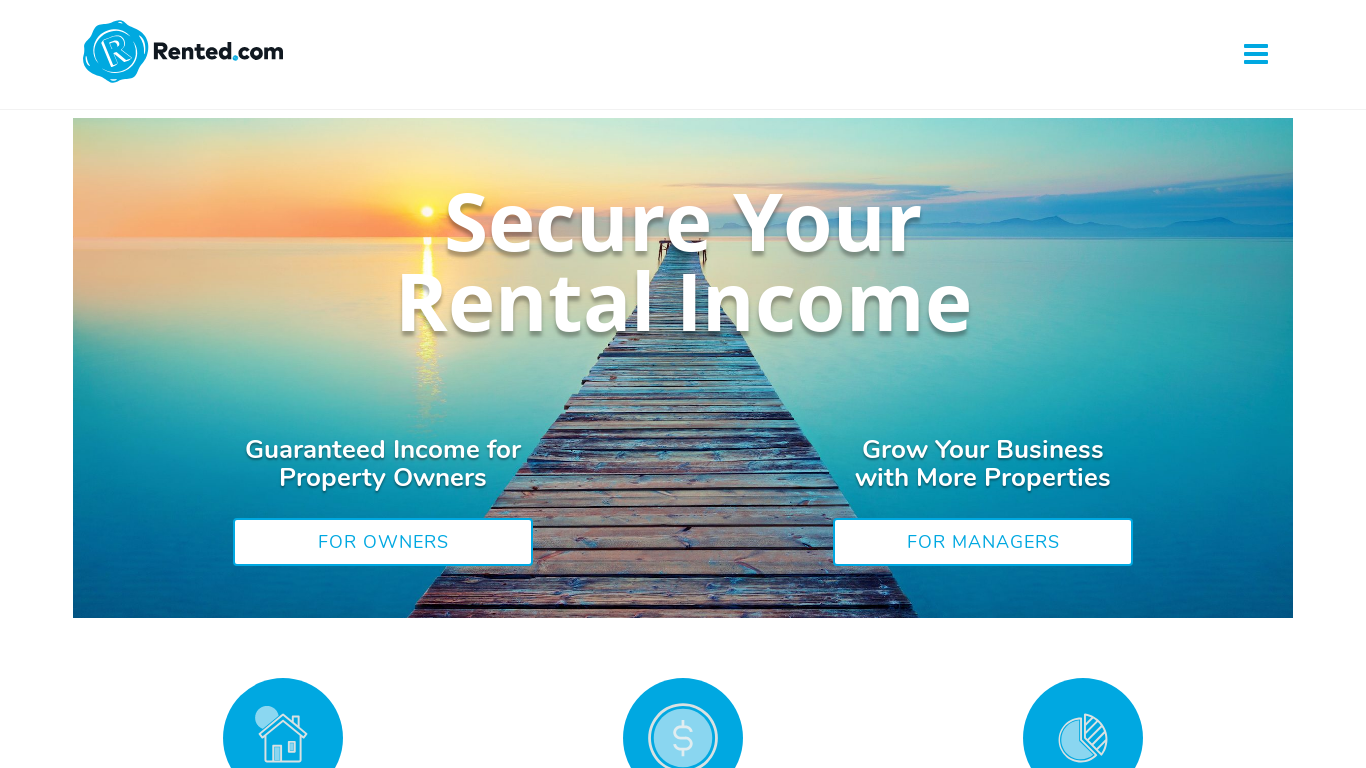 R Rented.com
Secure Your
Rental Income
Guaranteed Income for
Property Owners
Grow Your Business
with More Properties
FOR OWNERS
FOR MANAGERS
$